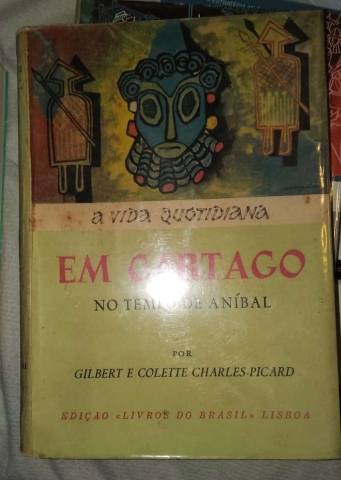 A VIDA QUOTIDIANA
EM CARTAGO
NO TEMPO DE ANÍBAL
POR
GILBERT E COLETTE CHARLES-PICARD
EDIÇÃO «LIVROS DO BRASIL» LISBOA